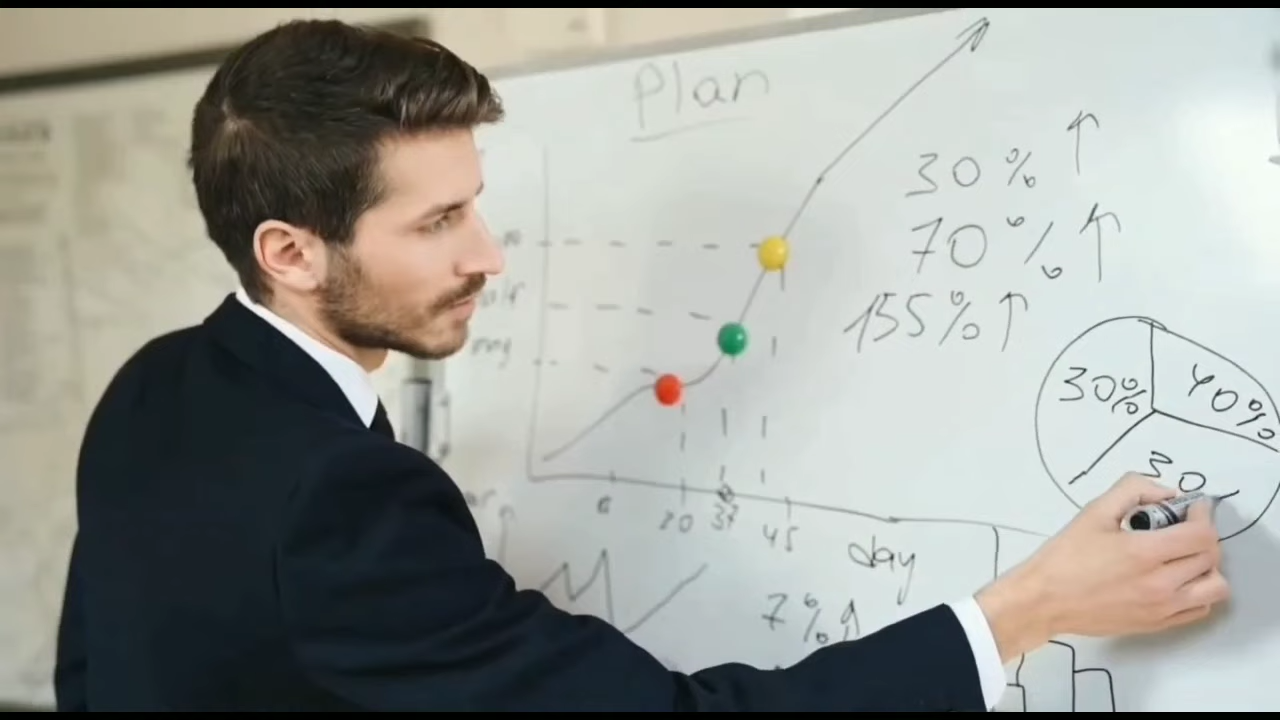 Plan
30% ↑
70% ↑
155% ↑
30% 40%
30
20 37 45
day
7% ↑